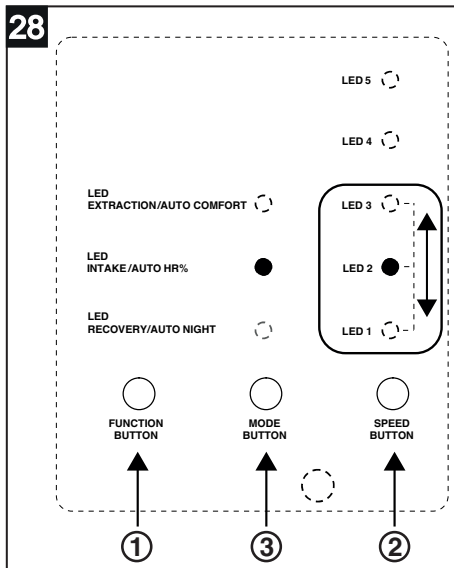 28
LED 5
LED 4
LED
EXTRACTION/AUTO COMFORT
LED 3
LED
INTAKE/AUTO HR%
LED 2
LED
RECOVERY/AUTO NIGHT
LED 1
FUNCTION
BUTTON
MODE
BUTTON
SPEED
BUTTON
1
3
2